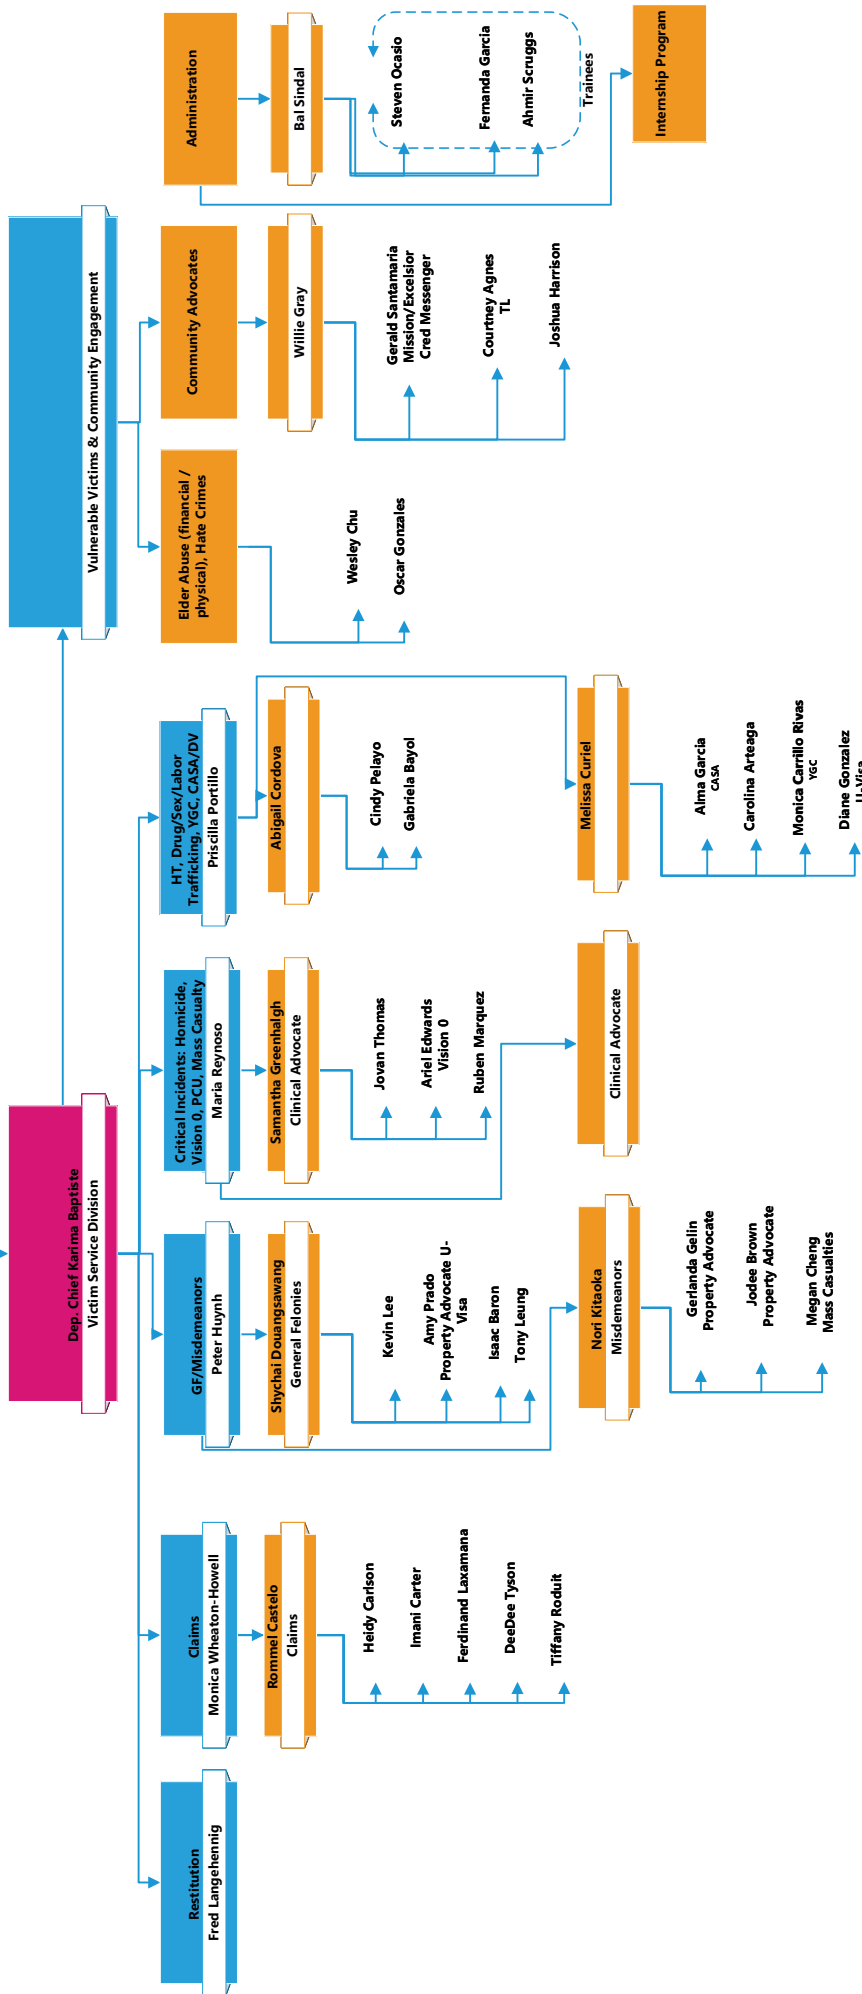 Dep. Chief Karima Baptiste
Victim Service Division
Vulnerable Victims & Community Engagement
Restitution
Fred Langehennig
Claims
Monica Wheaton-Howell
Rommel Castelo
Claims
Heidy Carlson
Imani Carter
Ferdinand Laxamana
DeeDee Tyson
Tiffany Roduit
GF/Misdemeanors
Peter Huynh
Shychai Douangsawang
General Felonies
Kevin Lee
Amy Prado
Property Advocate U-
Visa
Isaac Baron
Tony Leung
Nori Kitaoka
Misdemeanors
Gerlanda Gelin
Property Advocate
Jodee Brown
Property Advocate
Megan Cheng
Mass Casualties
Critical Incidents: Homicide,
Vision 0, PCU, Mass Casualty
Maria Reynoso
Samantha Greenhalgh
Clinical Advocate
Jovan Thomas
Ariel Edwards
Vision 0
Ruben Marquez
Clinical Advocate
HT, Drug/Sex/Labor
Trafficking, YGC, CASA/DV
Priscilla Portillo
Abigail Cordova
Cindy Pelayo
Gabriela Bayol
Melissa Curiel
Alma Garcia
CASA
Carolina Arteaga
Monica Carrillo Rivas
YGC
Diane Gonzalez
U-Visa
Elder Abuse (financial /
physical), Hate Crimes
Wesley Chu
Oscar Gonzales
Community Advocates
Willie Gray
Gerald Santamaria
Mission/Excelsior
Cred Messenger
Courtney Agnes
TL
Joshua Harrison
Administration
Bal Sindal
Steven Ocasio
Fernanda Garcia
Ahmir Scruggs
Trainees
Internship Program